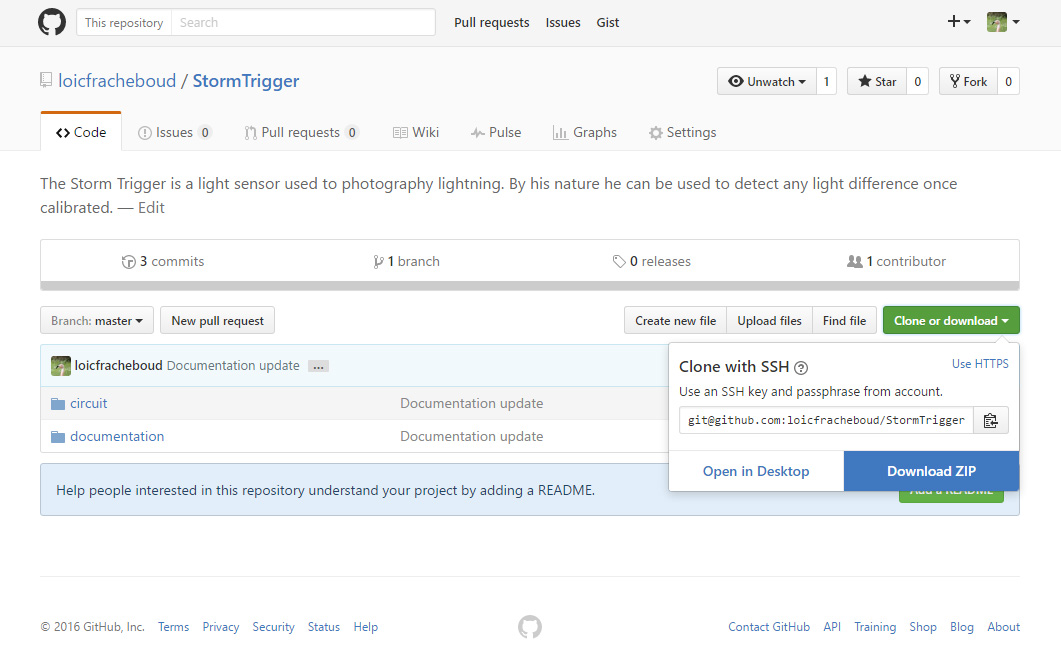 This repository Search Pull requests Issues Gist
loicfracheboud / StormTrigger Unwatch 1 Star 0 Fork 0
Code Issues 0 Pull requests 0 Wiki Pulse Graphs Settings
The Storm Trigger is a light sensor used to photography lightning. By his nature he can be used to detect any light difference once
calibrated. — Edit
3 commits 1 branch 0 releases 1 contributor
Branch: master New pull request Create new file Upload files Find file Clone or download
loicfracheboud Documentation update ...
circuit Documentation update
documentation Documentation update
Clone with SSH ? Use HTTPS
Use an SSH key and passphrase from account.
git@github.com:loicfracheboud/StormTrigger
Open in Desktop Download ZIP
Help people interested in this repository understand your project by adding a README. Add a README
© 2016 GitHub, Inc. Terms Privacy Security Status Help Contact GitHub API Training Shop Blog About